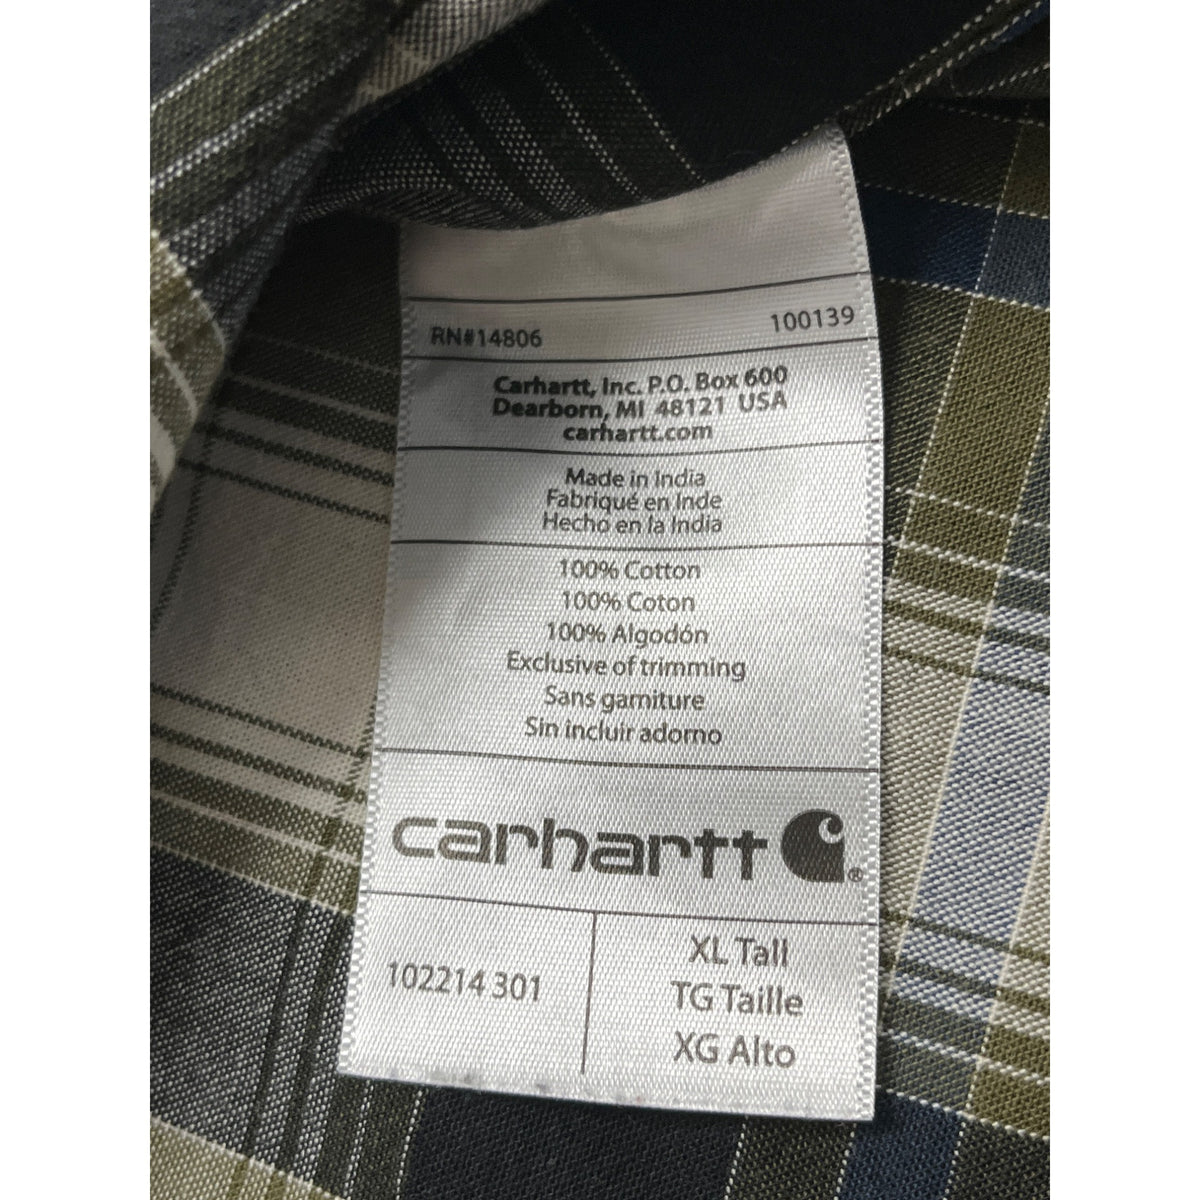 RN#14806 100139
Carhartt, Inc. P.O. Box 600
Dearborn, MI 48121 USA
carhartt.com
Made in India
Fabriqué en Inde
Hecho en la India
100% Cotton
100% Coton
100% Algodón
Exclusive of trimming
Sans garniture
Sin incluir adorno
carhartt®
102214 301
XL Tall
TG Taille
XG Alto